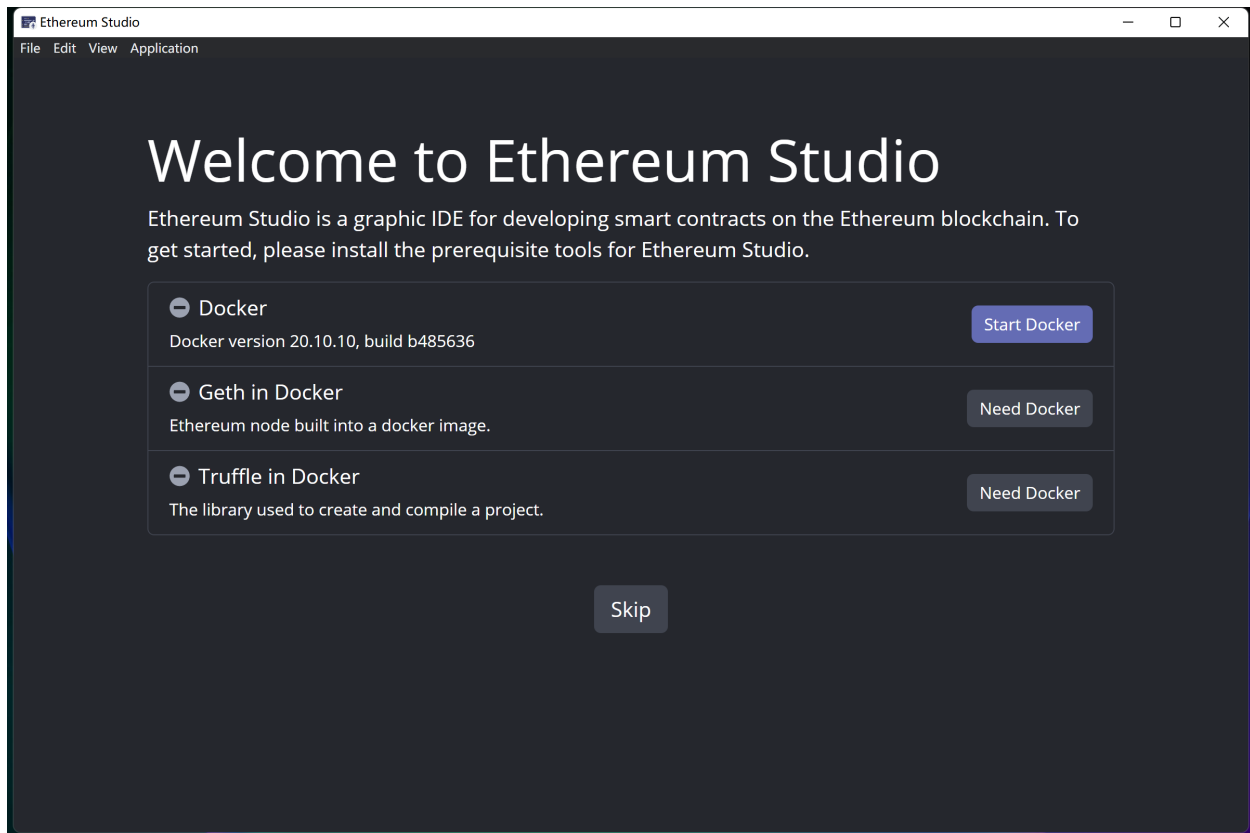 Ethereum Studio
File Edit View Application
Welcome to Ethereum Studio
Ethereum Studio is a graphic IDE for developing smart contracts on the Ethereum blockchain. To
get started, please install the prerequisite tools for Ethereum Studio.
Docker
Docker version 20.10.10, build b485636
Start Docker
Geth in Docker
Ethereum node built into a docker image.
Need Docker
Truffle in Docker
The library used to create and compile a project.
Need Docker
Skip